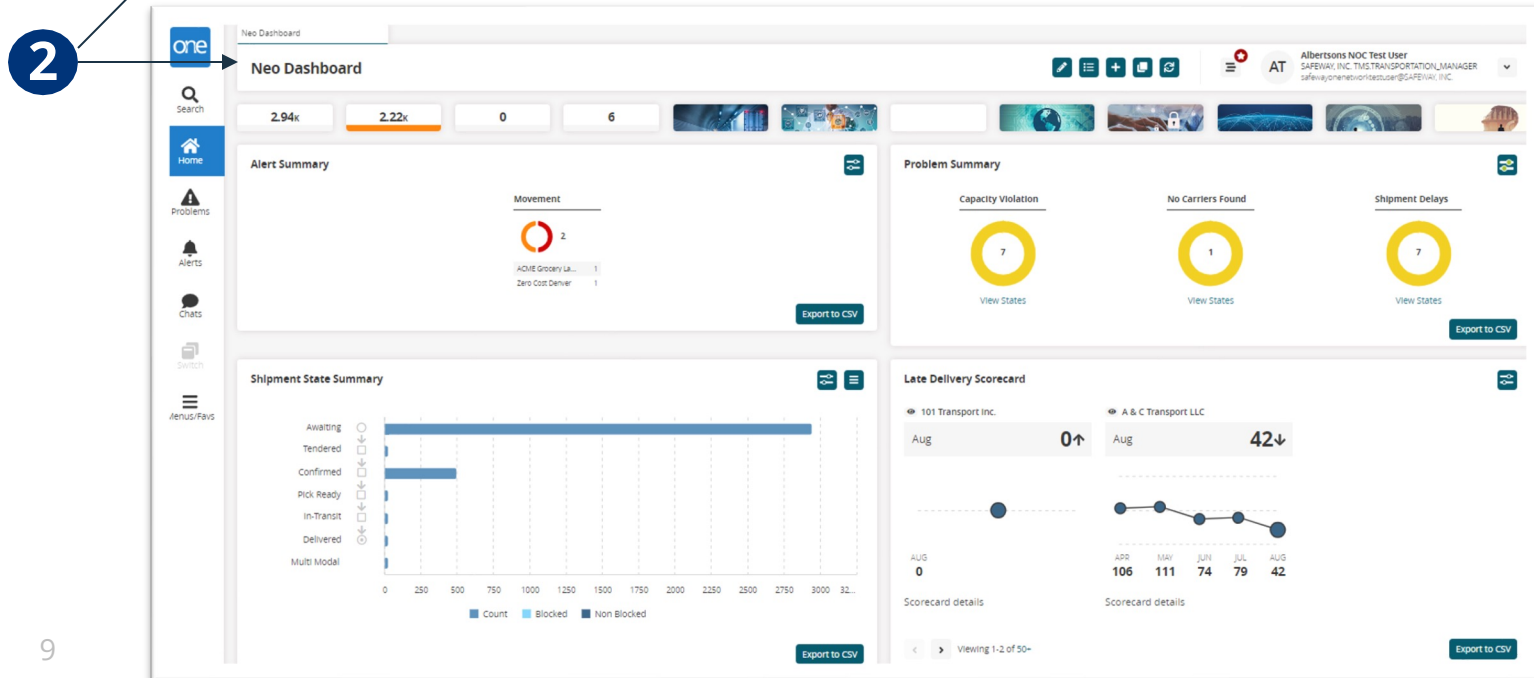 2
one
Search
Home
Problems
Alerts
Chats
Switch
Menus/Favs
Neo Dashboard
Neo Dashboard
AT
Albertsons NOC Test User
SAFEWAY, INC. TMS.TRANSPORTATION_MANAGER
safewayonenetworktestuser@SAFEWAY, INC.
2.94K
2.22K
0
6
Alert Summary
Movement
2
ACME Grocery La... 1
Zero Cost Denver 1
Export to CSV
Problem Summary
Capacity Violation
7
View States
No Carriers Found
1
View States
Shipment Delays
7
View States
Export to CSV
Shipment State Summary
Awaiting
Tendered
Confirmed
Pick Ready
In-Transit
Delivered
Multi Modal
0 250 500 750 1000 1250 1500 1750 2000 2250 2500 2750 3000 32...
Count Blocked Non Blocked
Export to CSV
Late Delivery Scorecard
101 Transport Inc.
Aug 0↑
AUG
0
Scorecard details
A & C Transport LLC
Aug 42↓
APR MAY JUN JUL AUG
106 111 74 79 42
Scorecard details
< > Viewing 1-2 of 50+
Export to CSV
9